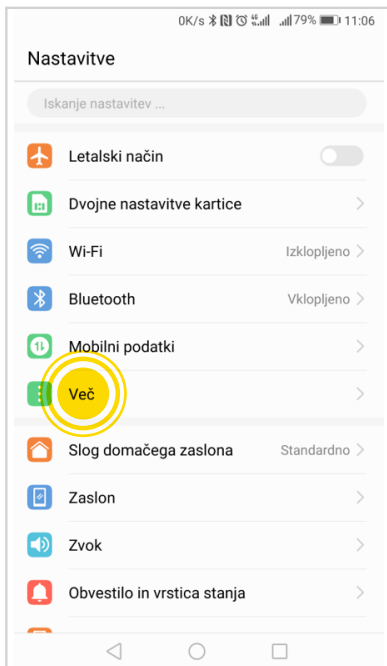 0K/s 79% 11:06
Nastavitve
Iskanje nastavitev ...
Letalski način
Dvojne nastavitve kartice
Wi-Fi Izklopljeno
Bluetooth Vklopljeno
Mobilni podatki
Več
Slog domačega zaslona Standardno
Zaslon
Zvok
Obvestilo in vrstica stanja